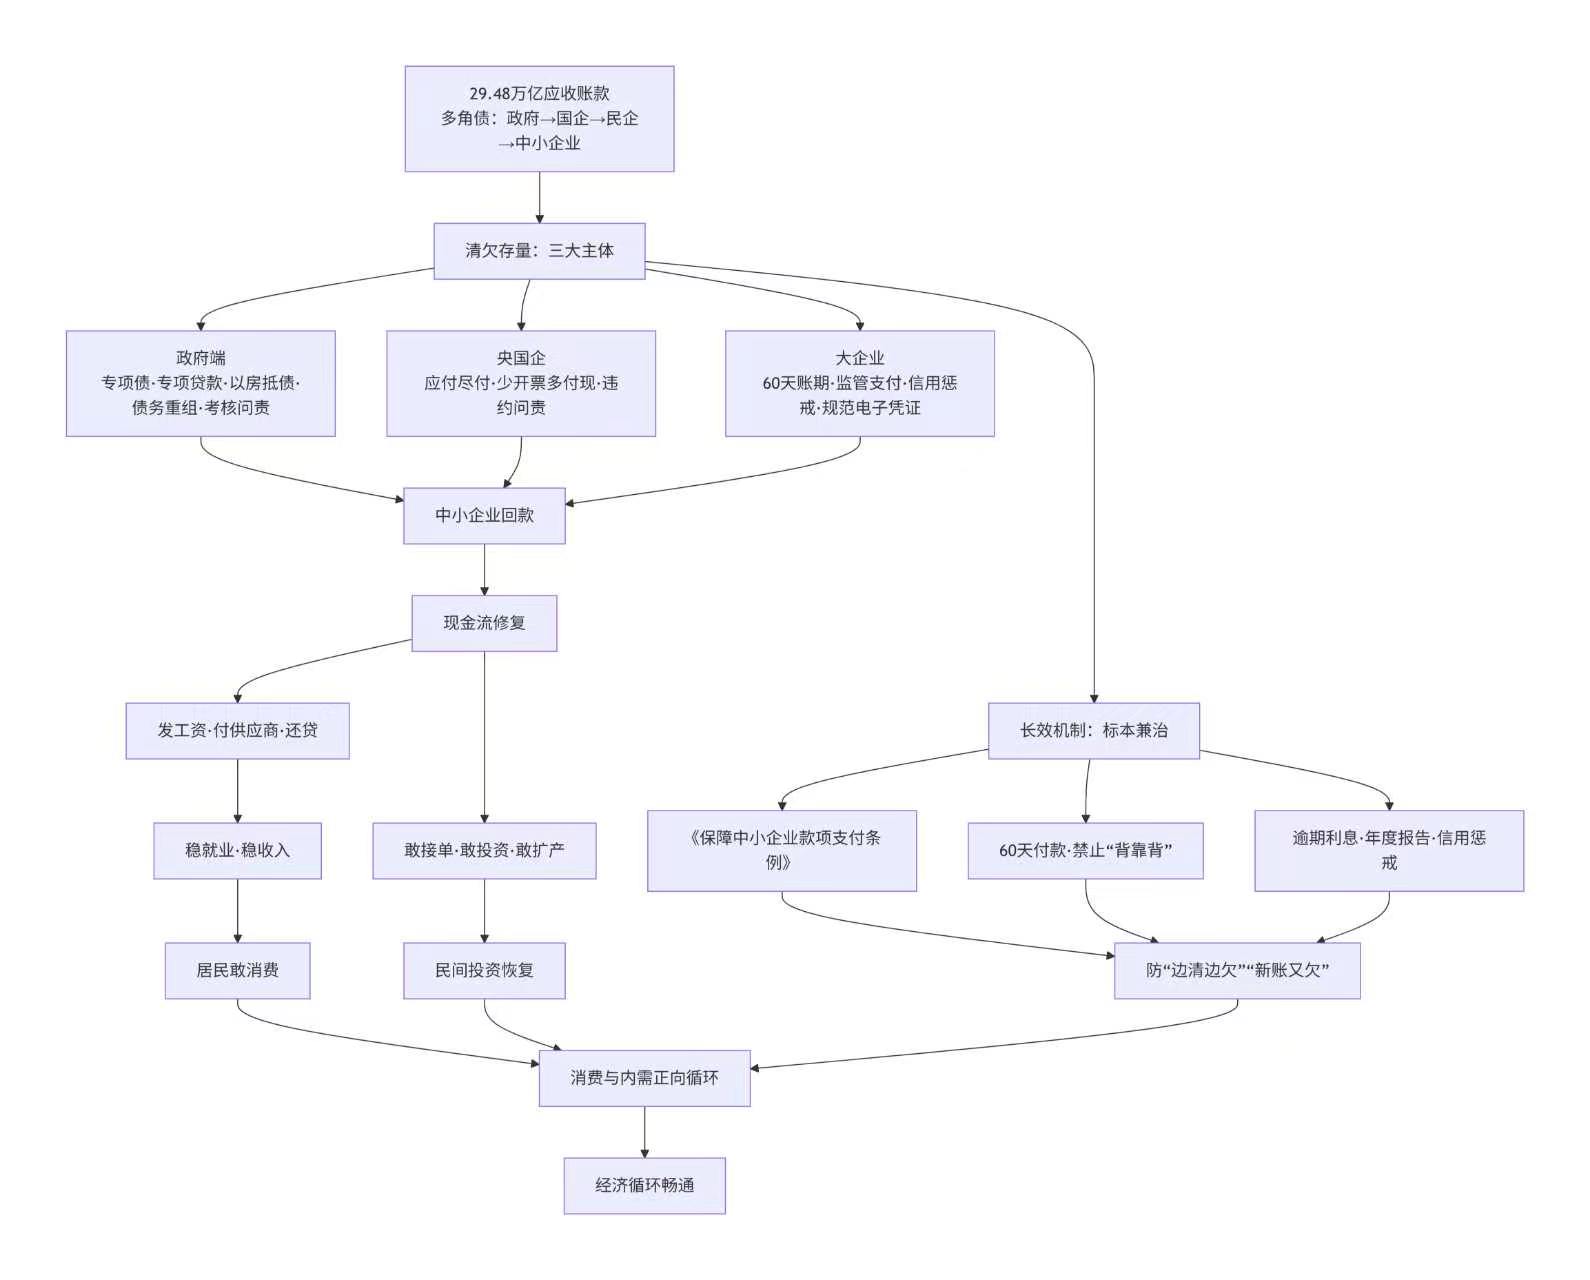 29.48万亿应收账款
多角债：政府→国企→民企
→中小企业
清欠存量：三大主体
政府端
专项债·专项贷款·以房抵债·
债务重组·考核问责
央国企
应付尽付·少开票多付现·违
约问责
大企业
60天账期·监管支付·信用惩
戒·规范电子凭证
中小企业回款
现金流修复
发工资·付供应商·还贷
长效机制：标本兼治
稳就业·稳收入
敢接单·敢投资·敢扩产
《保障中小企业款项支付条
例》
60天付款·禁止“背靠背”
逾期利息·年度报告·信用惩
戒
居民敢消费
民间投资恢复
防“边清边欠”“新账又欠”
消费与内需正向循环
经济循环畅通